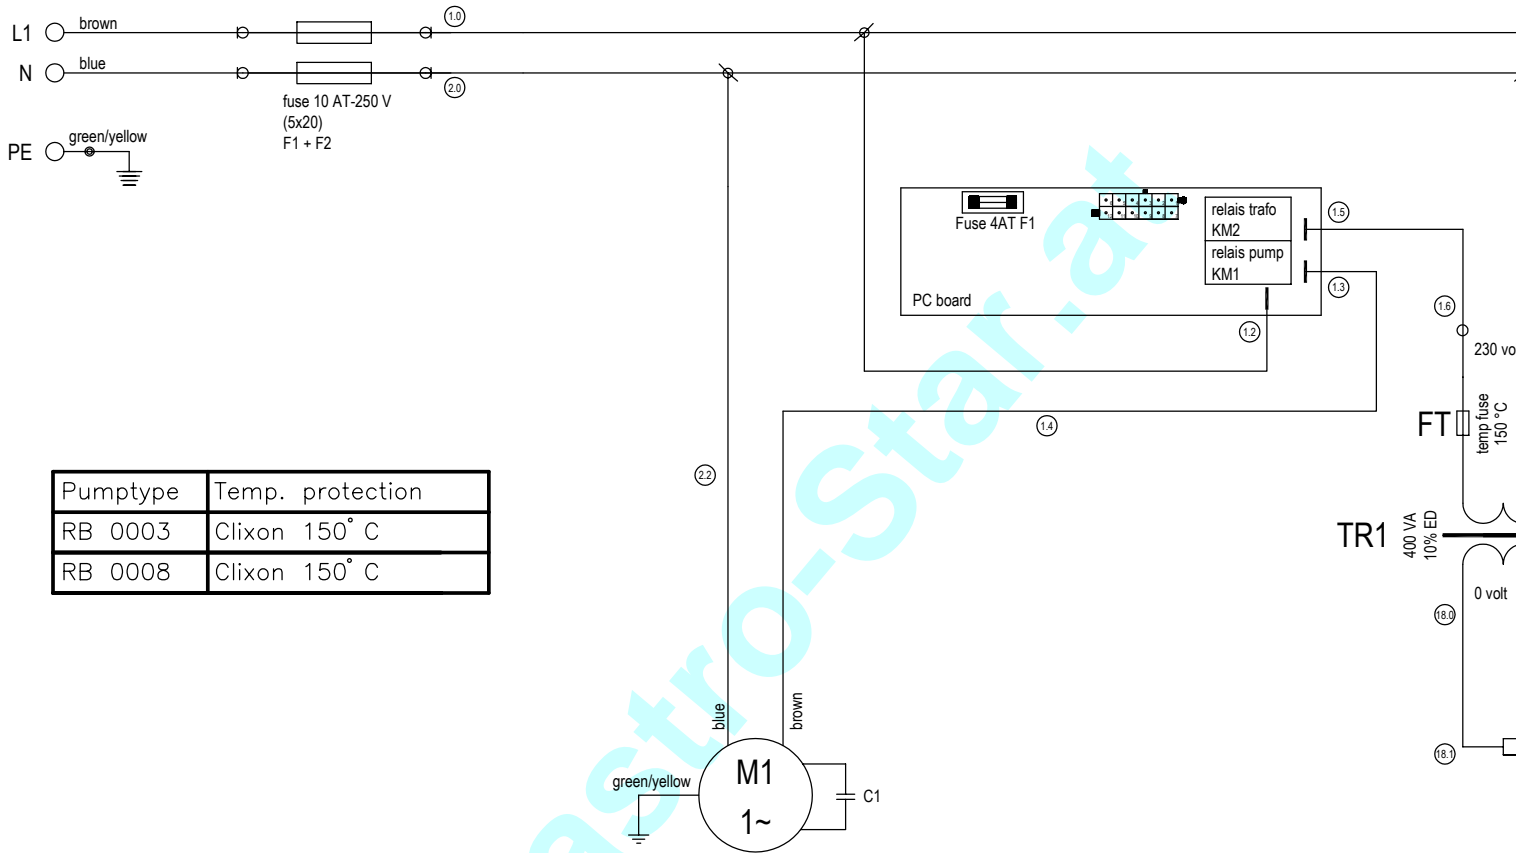 L1
brown
1.0
N
blue
2.0
fuse 10 AT-250 V
(5x20)
F1 + F2
PE
green/yellow
Fuse 4AT F1
relais trafo
KM2
relais pump
KM1
PC board
1.5
1.3
1.2
1.6
230 vo
1.4
FT
temp fuse
150 °C
2.2
Pumptype Temp. protection
RB 0003 Clixon 150° C
RB 0008 Clixon 150° C
TR1
400 VA
10% ED
0 volt
18.0
18.1
blue
brown
green/yellow
M1
1~
C1
astro-Star.at